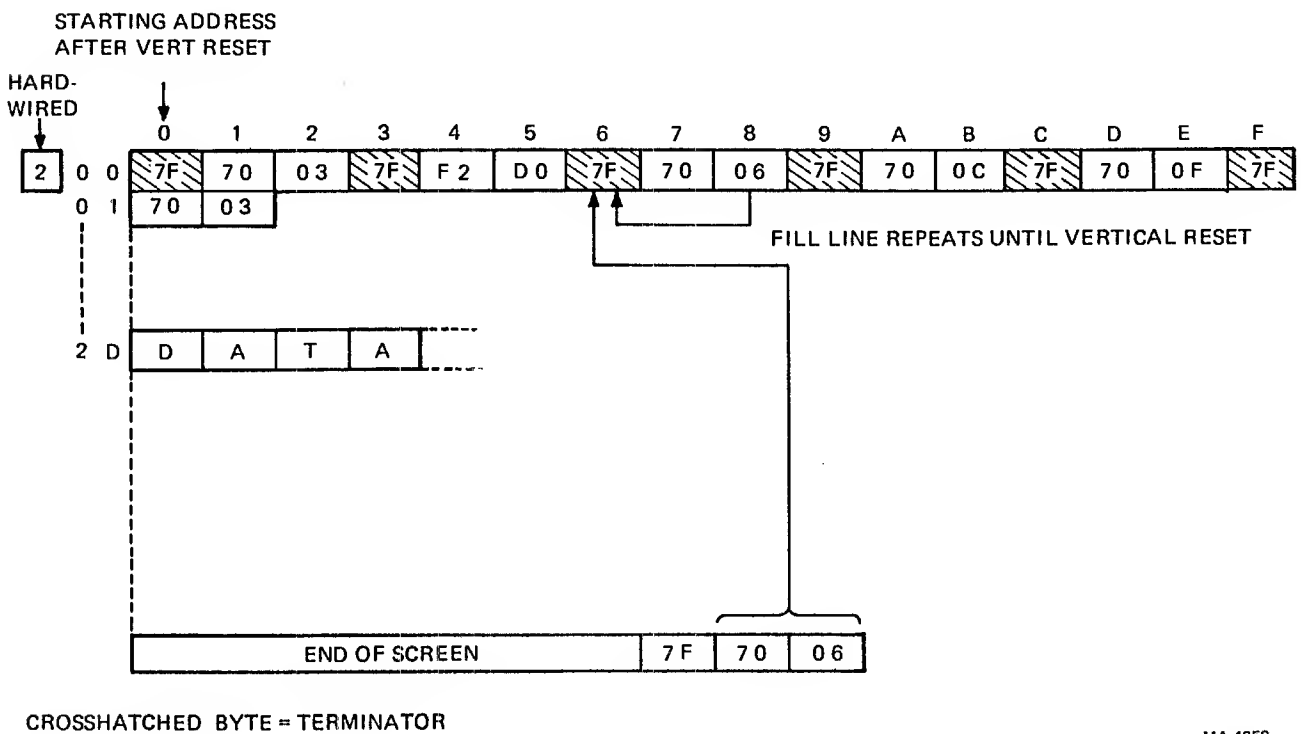 STARTING ADDRESS
AFTER VERT RESET
HARD-
WIRED
0 1 2 3 4 5 6 7 8 9 A B C D E F
2 0 0 7F 70 03 7F F2 D0 7F 70 06 7F 70 0C 7F 70 0F 7F
0 1 70 03
FILL LINE REPEATS UNTIL VERTICAL RESET
2 D D A T A
END OF SCREEN 7F 70 06
CROSSHATCHED BYTE = TERMINATOR